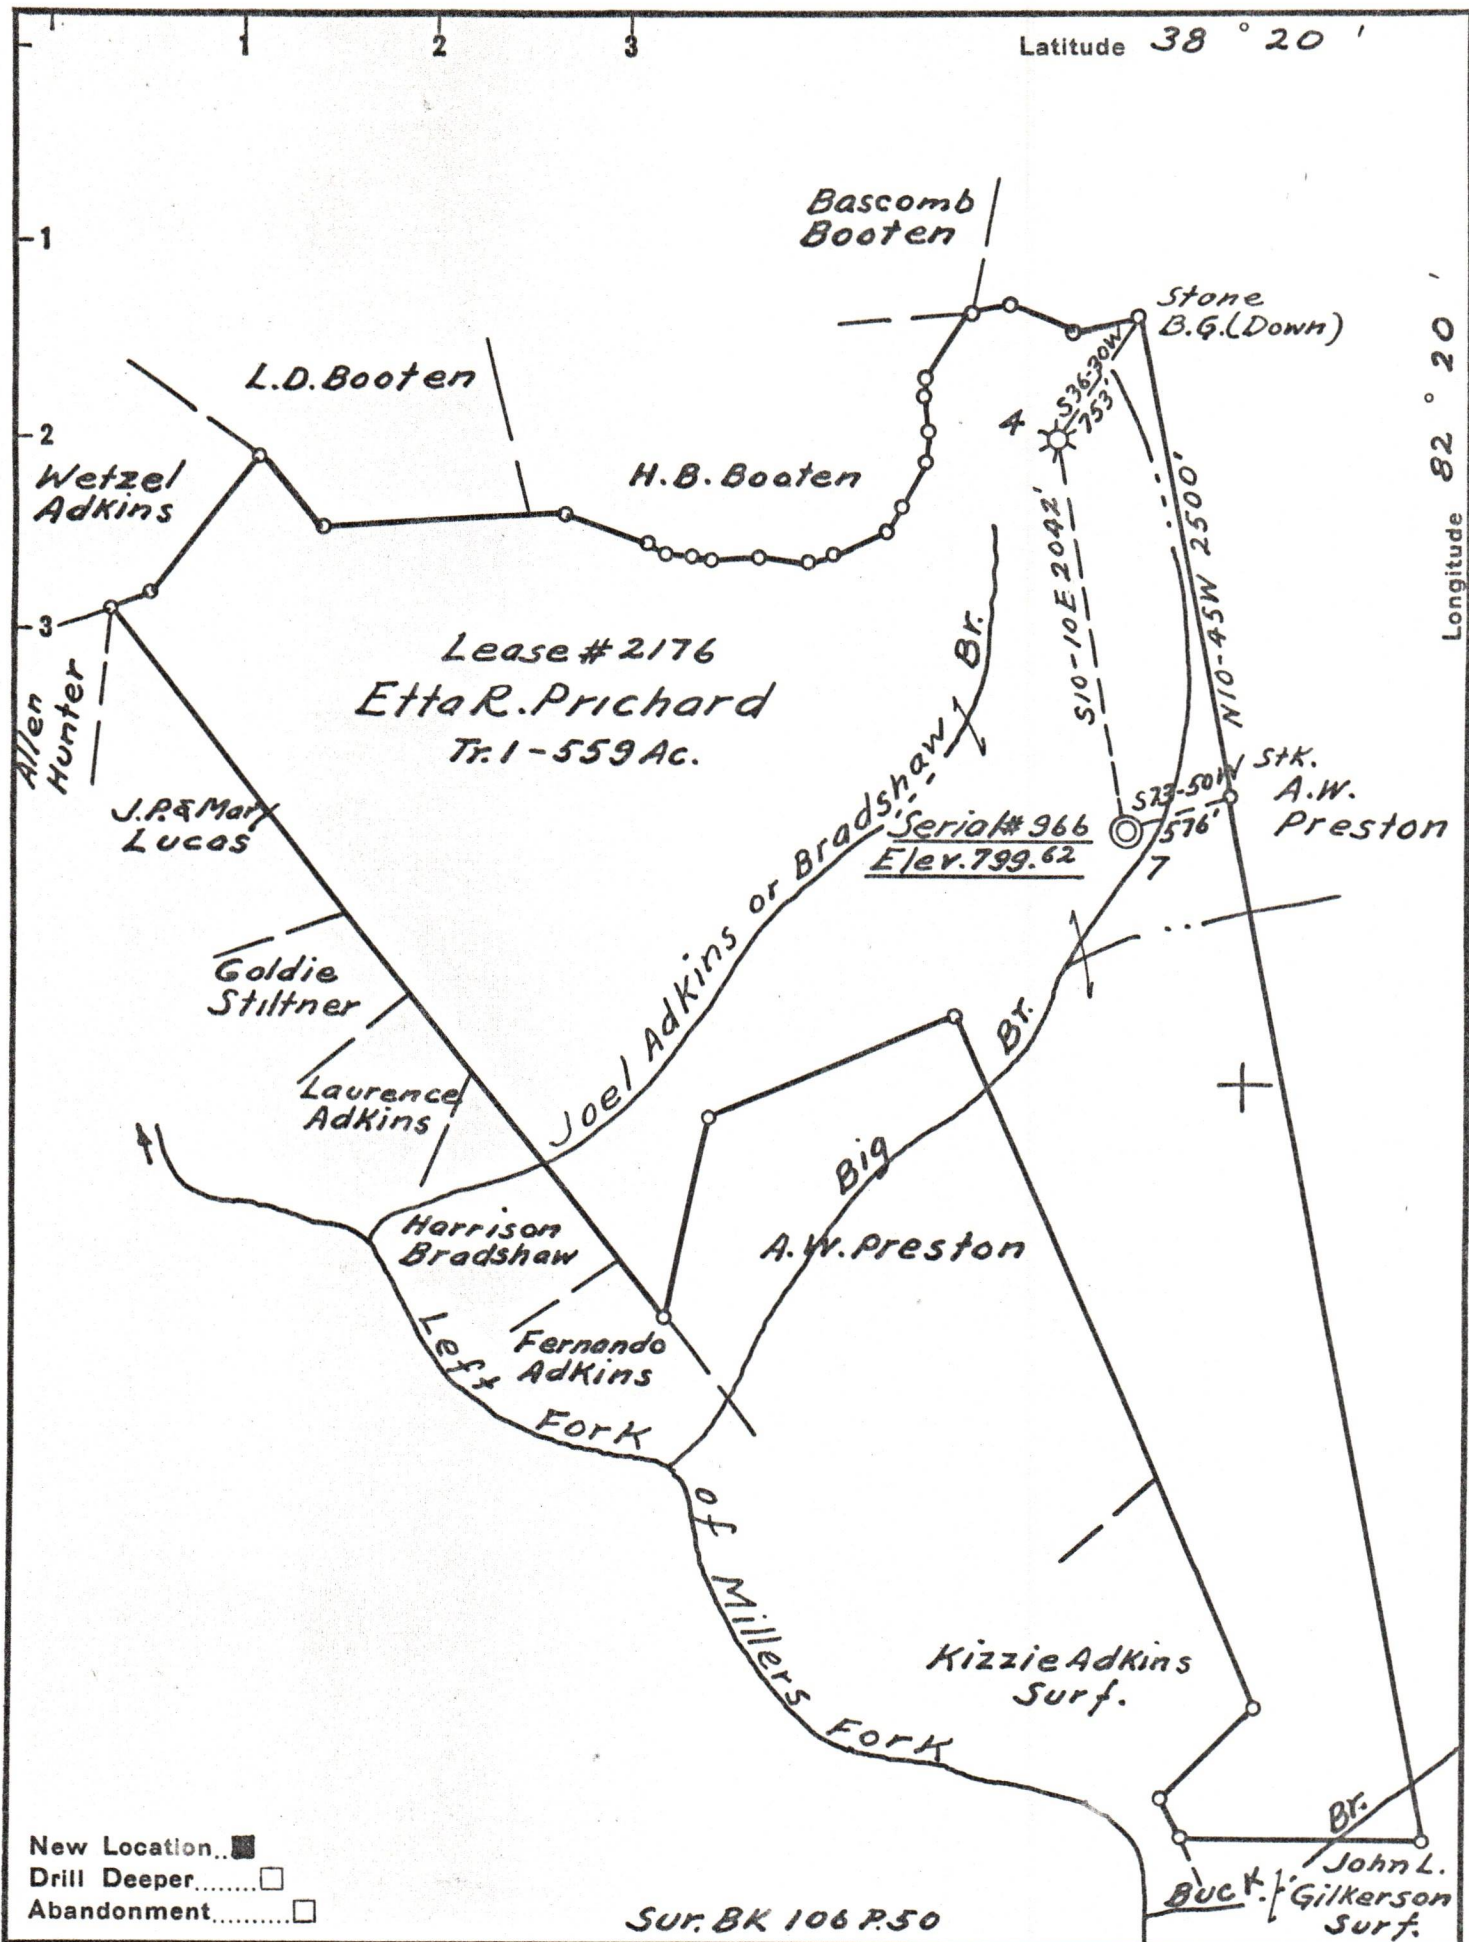 1 2 3
Latitude 38 ° 20 '
Bascomb
Booten
1
Stone
B.G. (Down)
Longitude 82 ° 20 '
L.D. Booten
S36-30W
753'
4
2
Wetzel
Adkins
H.B. Booten
S10-10E 2042'
N10-45W 2500'
3
Lease # 2176
Etta R. Prichard
Tr. 1 - 559 Ac.
Allen
Hunter
J.P. & Mary
Lucas
Joel Adkins or Bradshaw Br.
Serial # 966
Elev. 799.62
S73-50W
576'
7
Stk.
A.W.
Preston
Goldie
Stiltner
Laurence
Adkins
Big Br.
Harrison
Bradshaw
A.W. Preston
Fernando
Adkins
Left Fork of Millers Fork
Kizzie Adkins
Surf.
New Location..
Drill Deeper........
Abandonment..........
Sur. BK 106 P. 50
Buck Br.
John L.
Gilkerson
Surf.